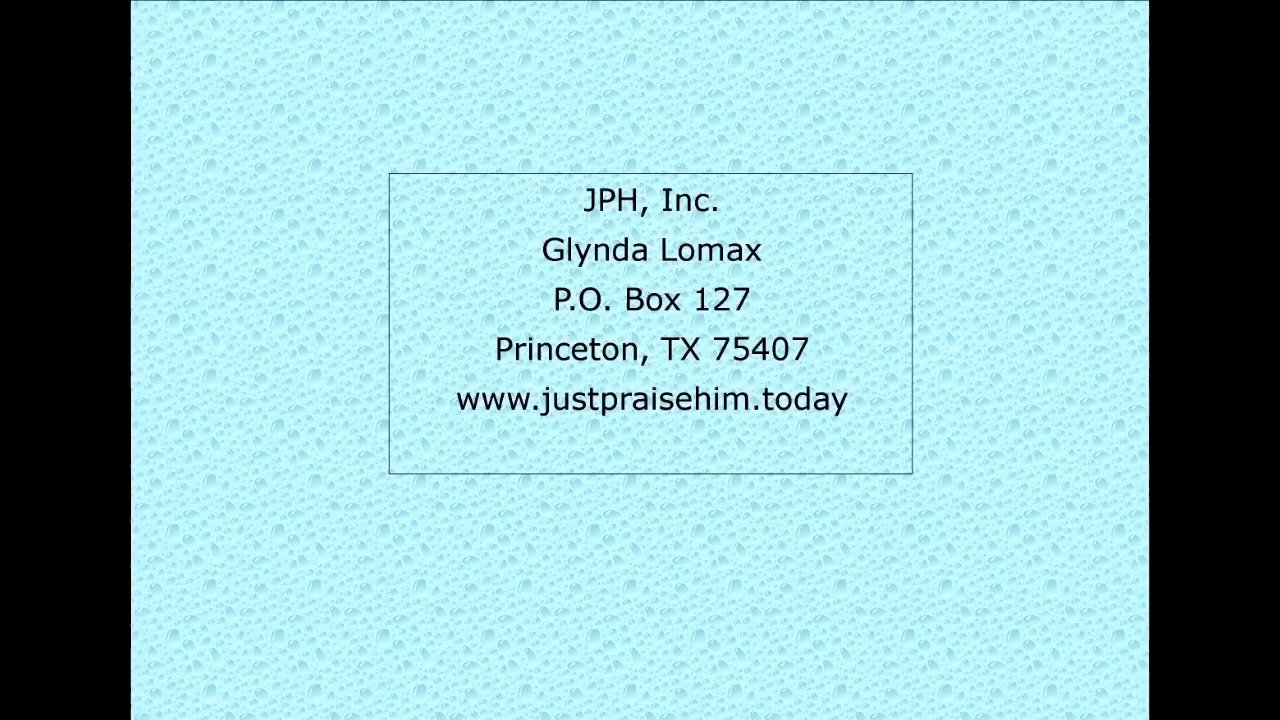 JPH, Inc.
Glynda Lomax
P.O. Box 127
Princeton, TX 75407
www.justpraisehim.today